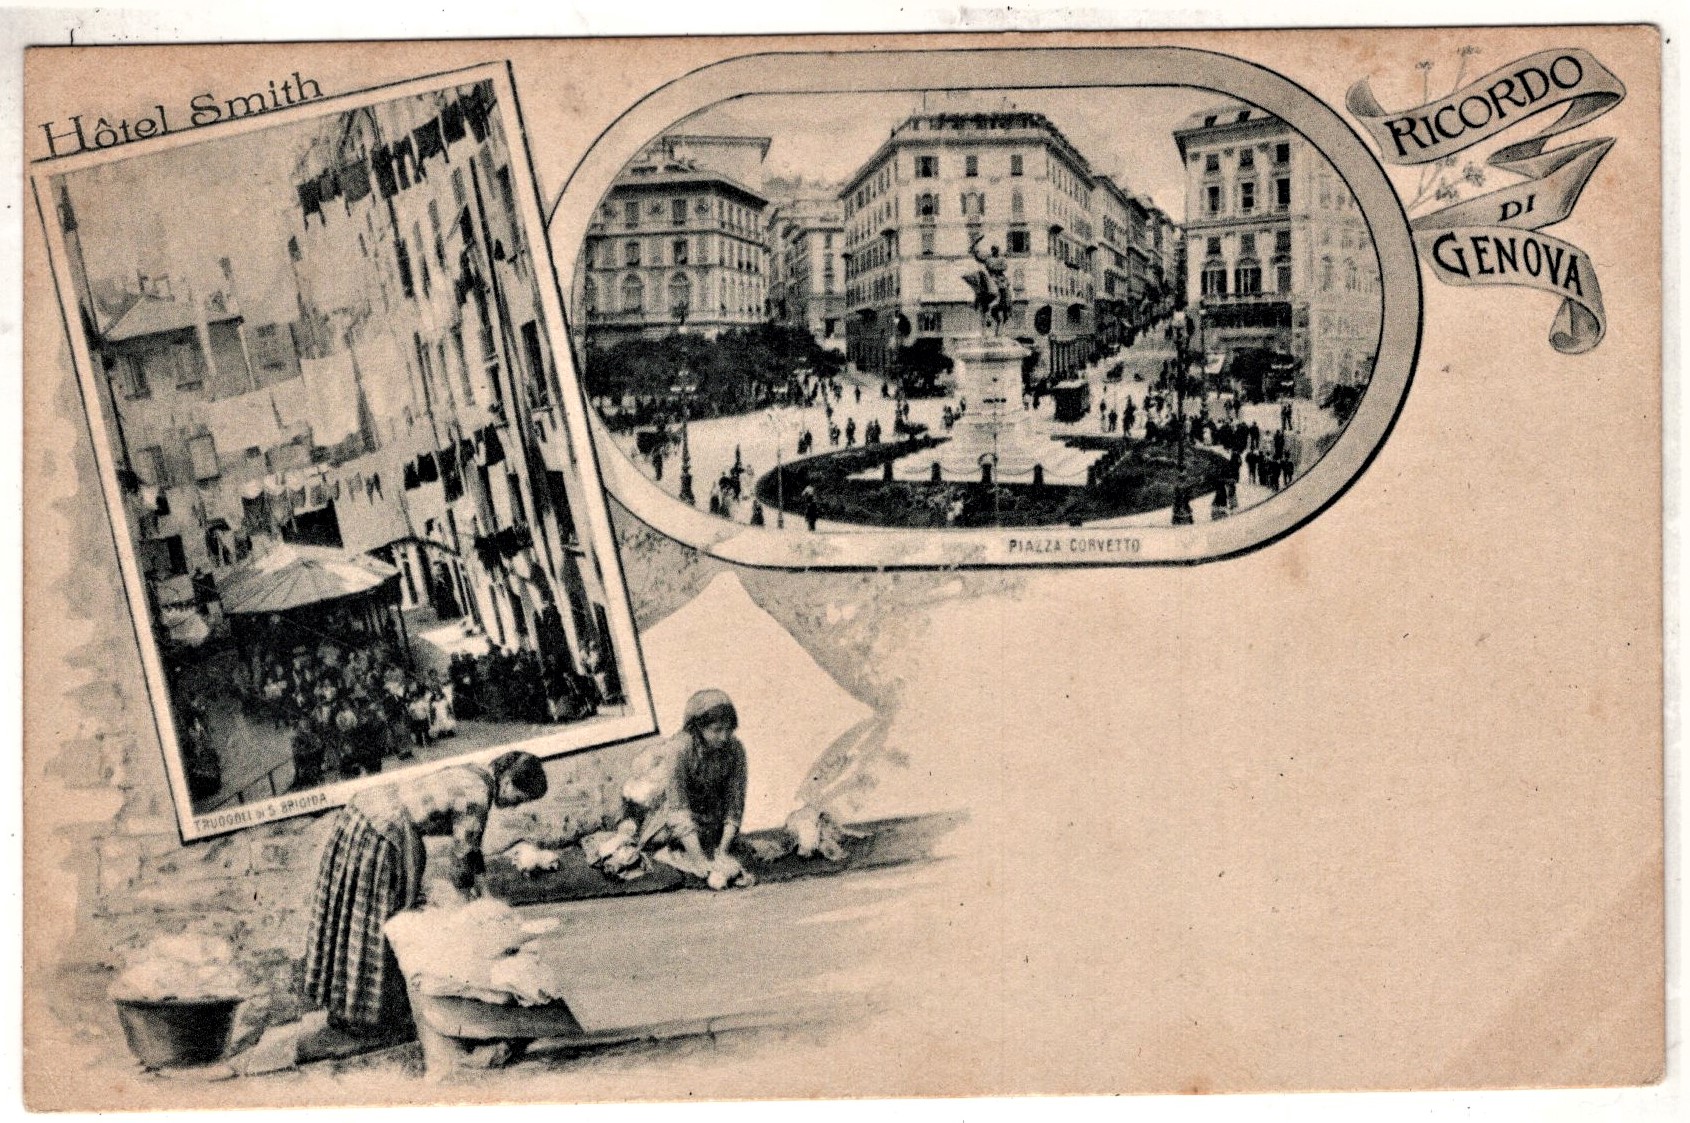 Hôtel Smith
RICORDO
DI
GENOVA
PIAZZA CORVETTO
TRUOGOLI DI S. BRIGIDA